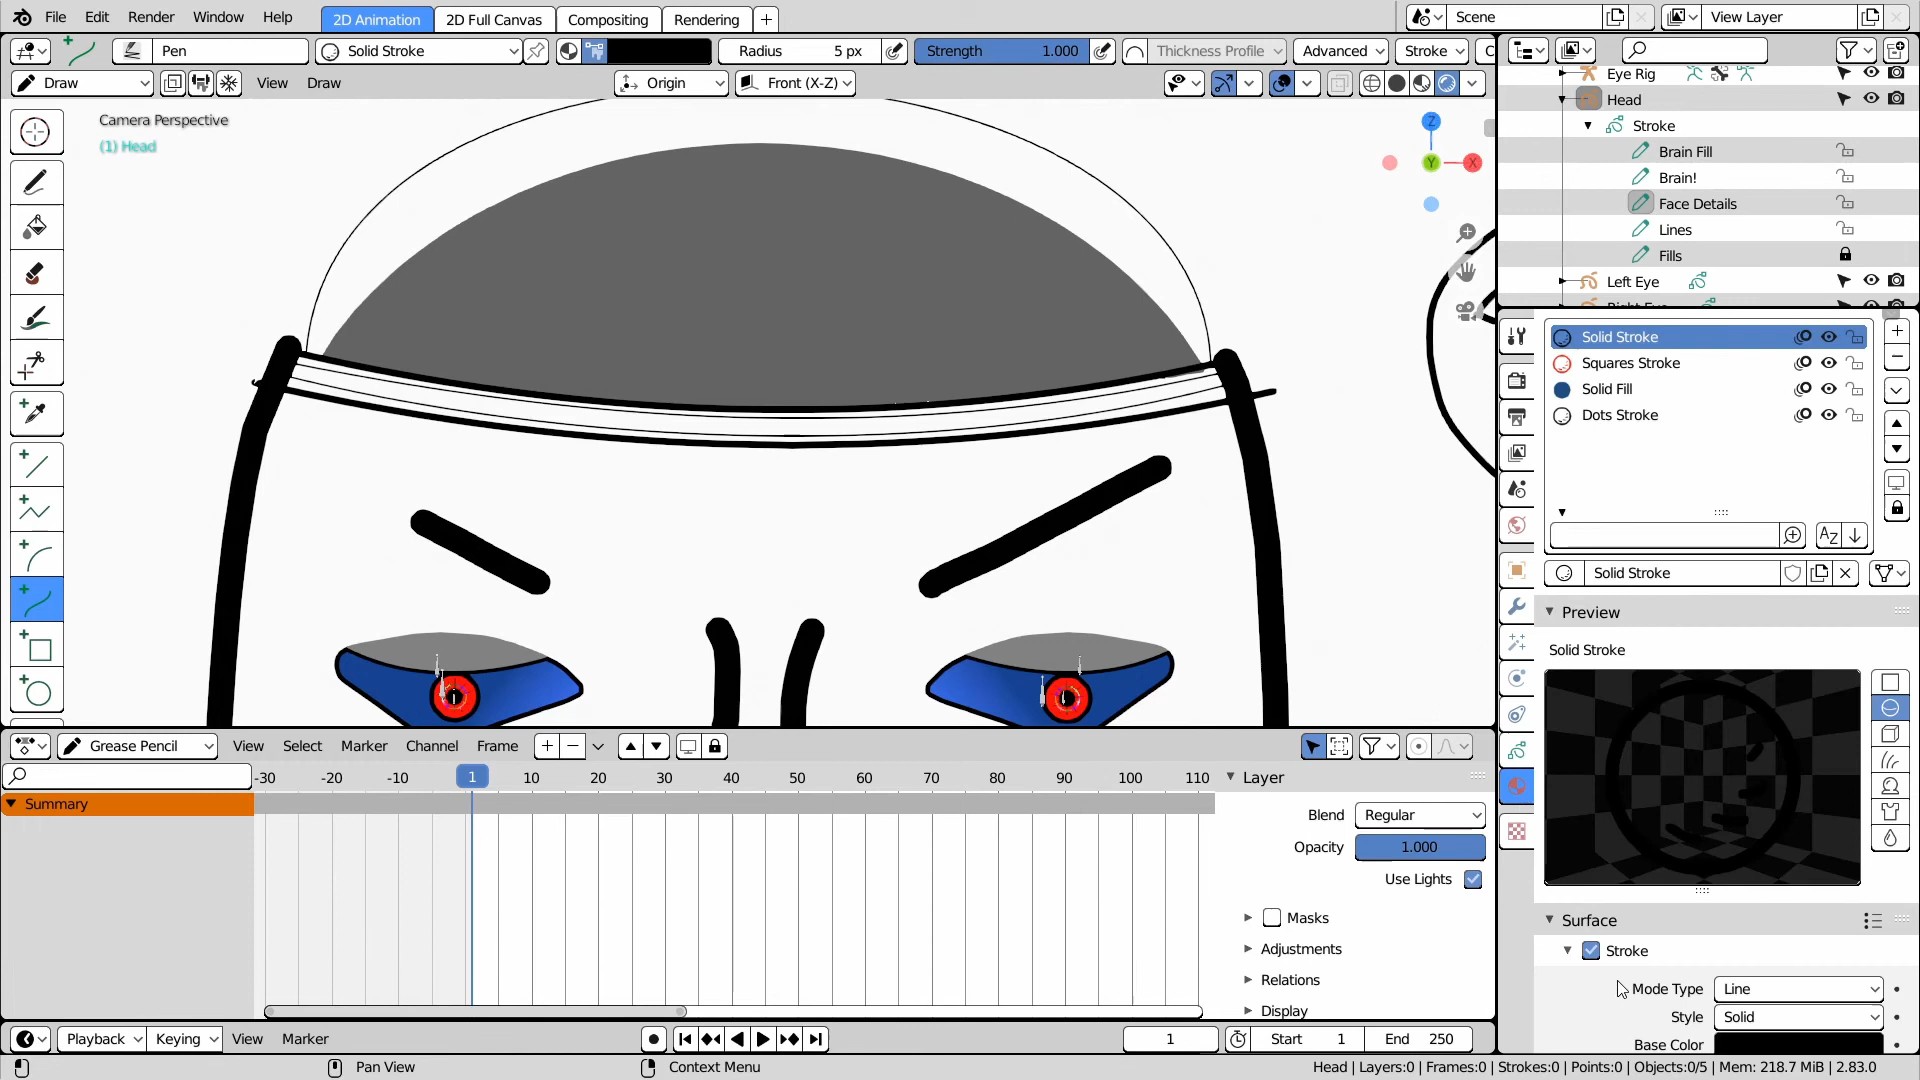 File Edit Render Window Help 2D Animation 2D Full Canvas Compositing Rendering + Scene View Layer
Pen Solid Stroke Radius 5 px Strength 1.000 Thickness Profile Advanced Stroke C
Draw View Draw Origin Front (X-Z)
Camera Perspective
(1) Head
Z
Y
X
Eye Rig
Head
Stroke
Brain Fill
Brain!
Face Details
Lines
Fills
Left Eye
Solid Stroke
Squares Stroke
Solid Fill
Dots Stroke
Solid Stroke
Preview
Solid Stroke
Surface
Stroke
Mode Type Line
Style Solid
Base Color
Grease Pencil View Select Marker Channel Frame
-30 -20 -10 1 10 20 30 40 50 60 70 80 90 100 110
Summary
Layer
Blend Regular
Opacity 1.000
Use Lights
Masks
Adjustments
Relations
Display
Playback Keying View Marker 1 Start 1 End 250
Pan View Context Menu Head | Layers:0 | Frames:0 | Strokes:0 | Points:0 | Objects:0/5 | Mem: 218.7 MiB | 2.83.0